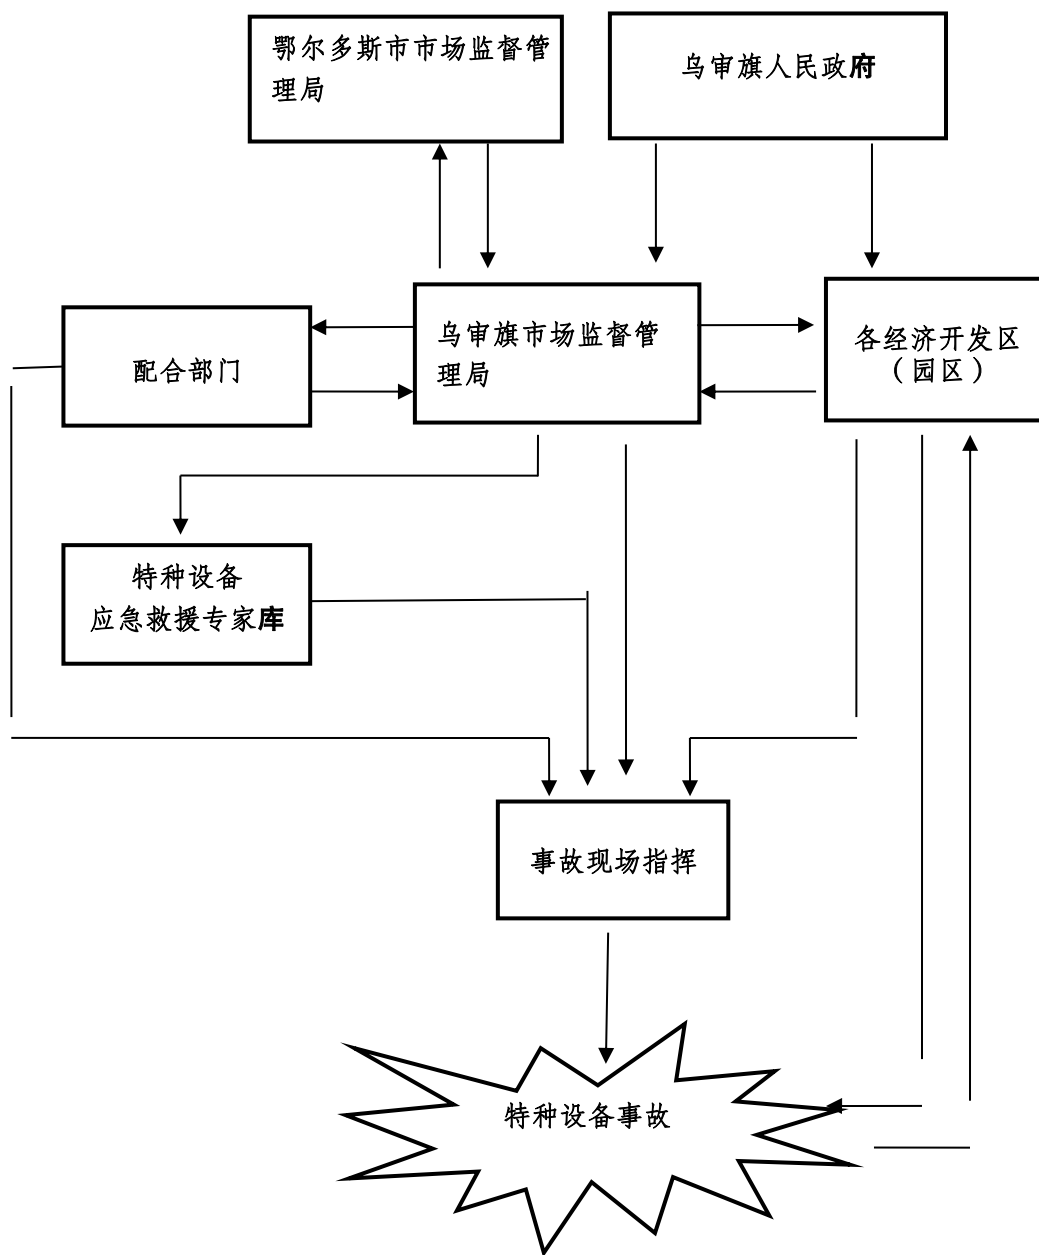 鄂尔多斯市市场监督管
理局
乌审旗人民政府
乌审旗市场监督管
理局
各经济开发区
（园区）
配合部门
特种设备
应急救援专家库
事故现场指挥
特种设备事故